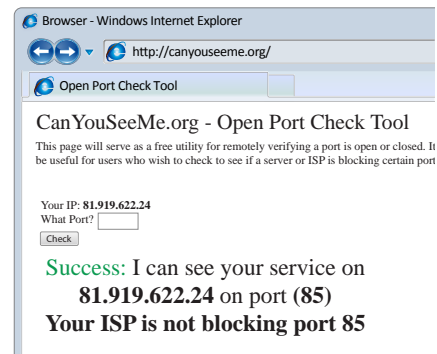 Browser - Windows Internet Explorer
http://canyouseeme.org/
Open Port Check Tool
CanYouSeeMe.org - Open Port Check Tool
This page will serve as a free utility for remotely verifying a port is open or closed. It
be useful for users who wish to check to see if a server or ISP is blocking certain port
Your IP: 81.919.622.24
What Port?
Check
Success: I can see your service on
81.919.622.24 on port (85)
Your ISP is not blocking port 85